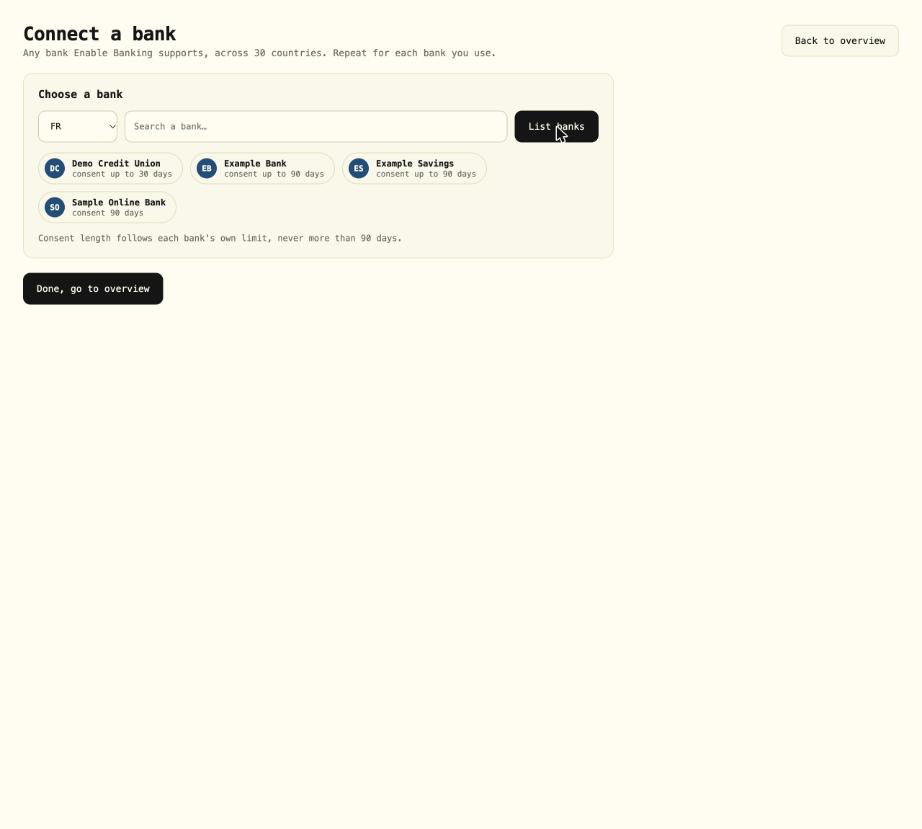 Connect a bank
Any bank Enable Banking supports, across 30 countries. Repeat for each bank you use.
Back to overview
Choose a bank
FR
Search a bank…
List banks
DC
Demo Credit Union
consent up to 30 days
EB
Example Bank
consent up to 90 days
ES
Example Savings
consent up to 90 days
SO
Sample Online Bank
consent 90 days
Consent length follows each bank's own limit, never more than 90 days.
Done, go to overview